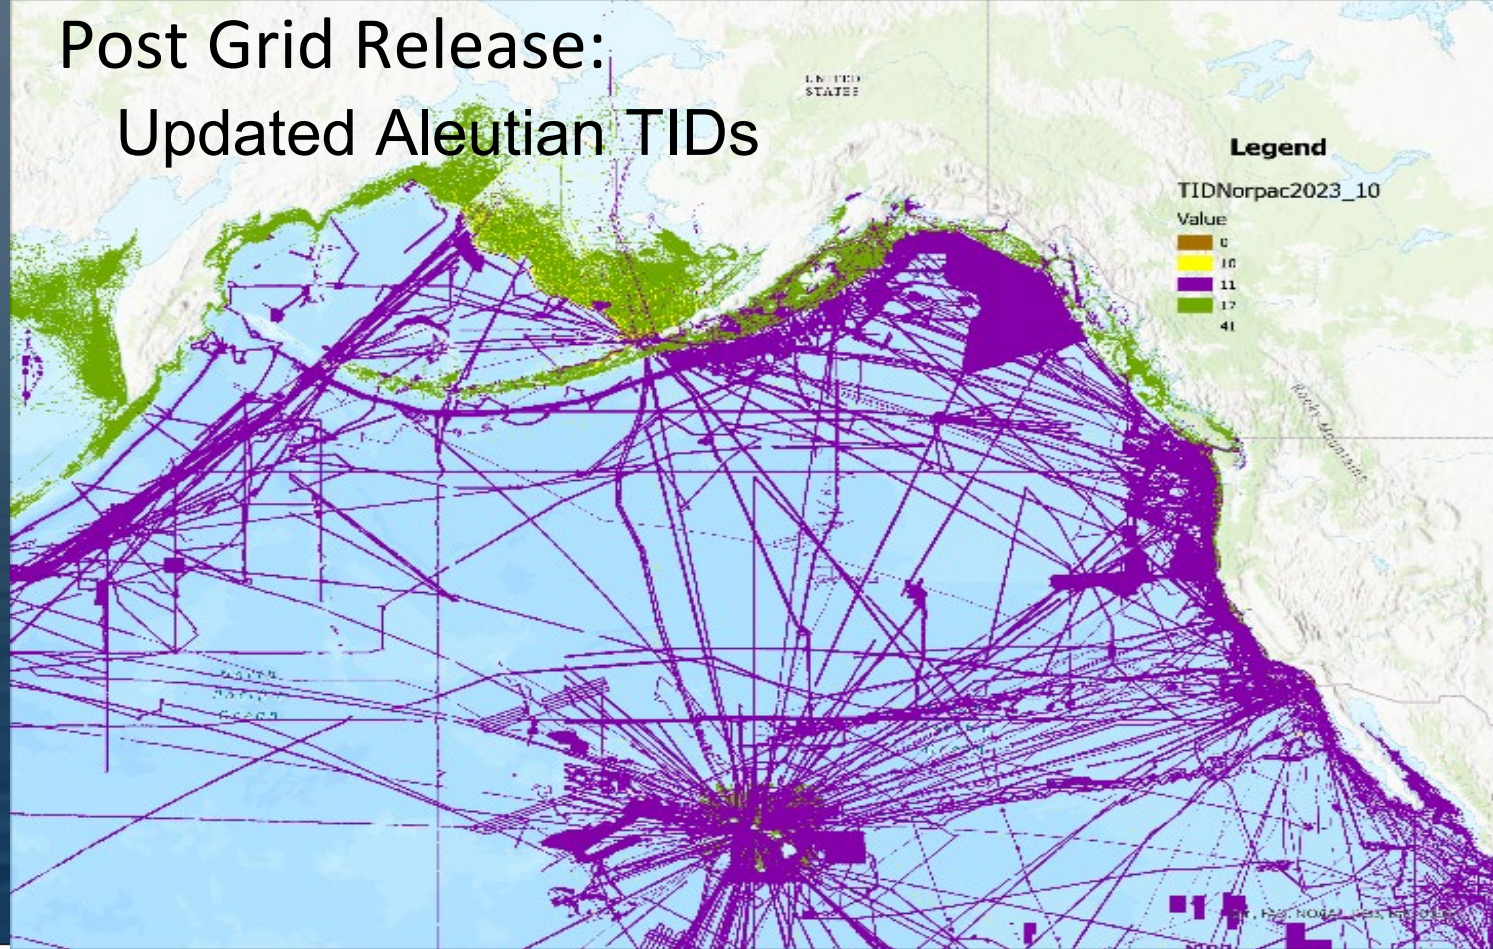 Post Grid Release:
Updated Aleutian TIDs
UNITED
STATES
Legend
TIDNorpac2023_10
Value
0
10
11
17
41
Rocky Mountains